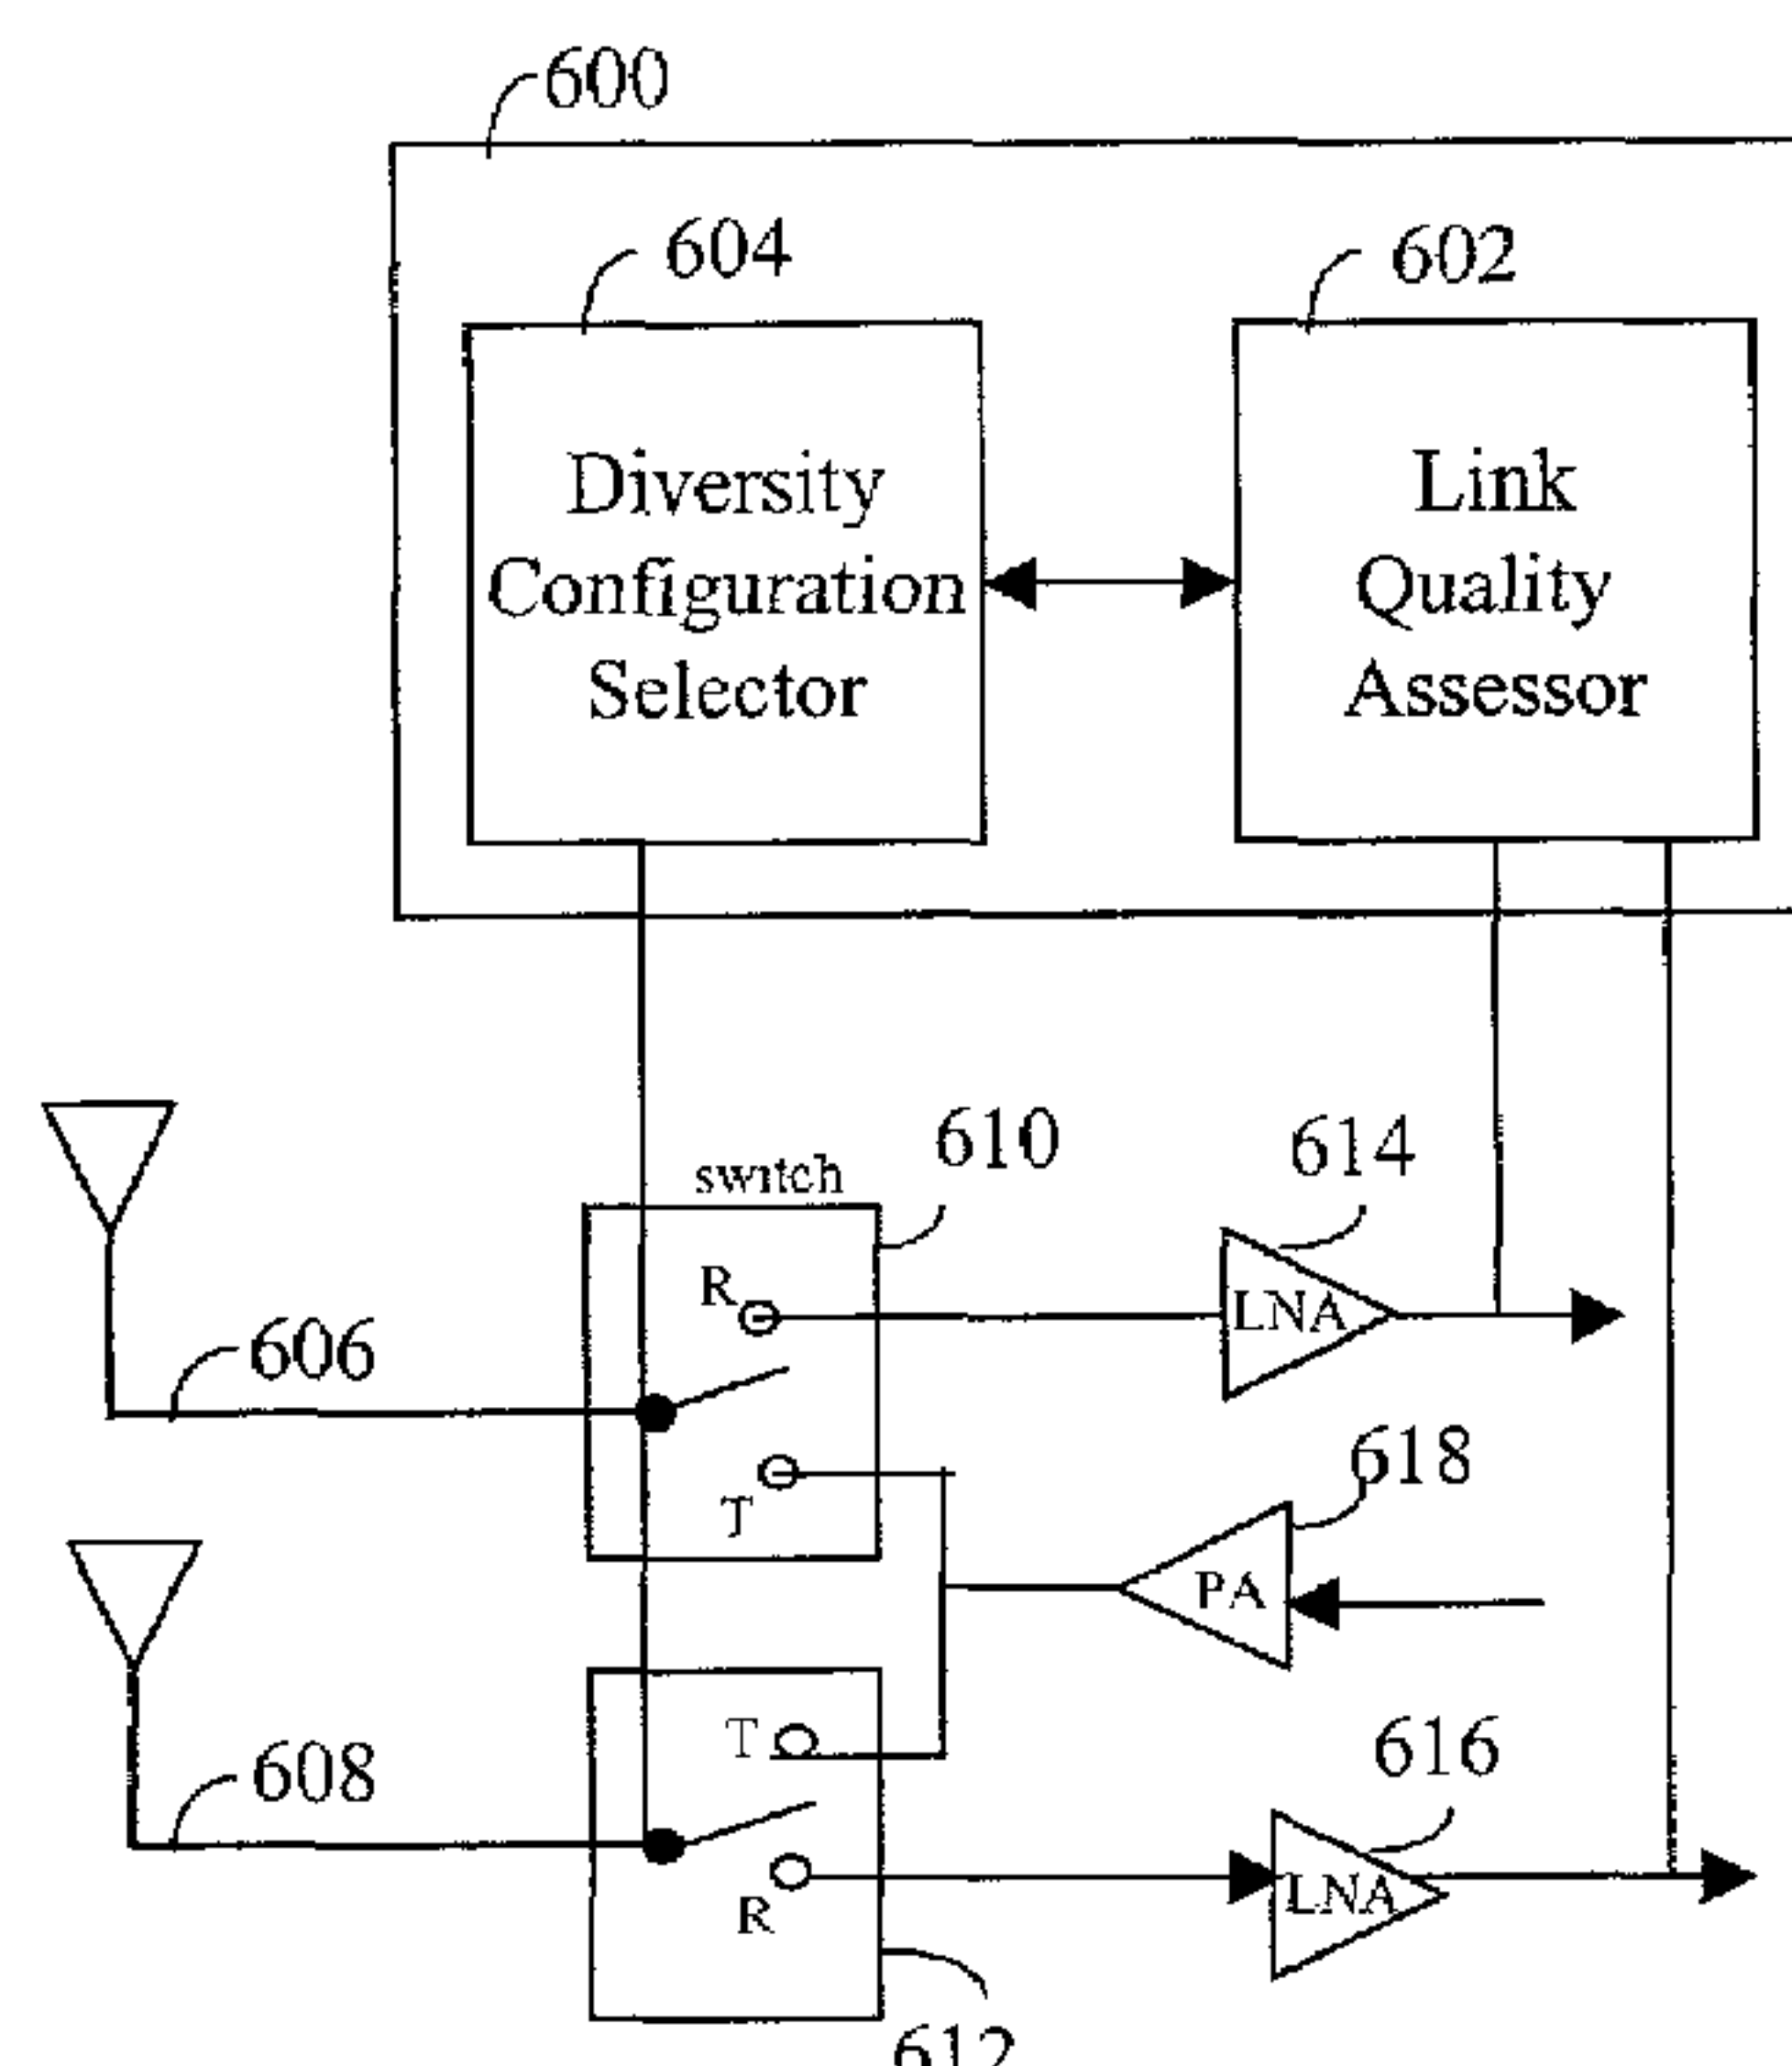 600
604
602
Diversity
Configuration
Selector
Link
Quality
Assessor
610
614
switch
R
LNA
606
618
T
PA
T
616
608
LNA
R
612